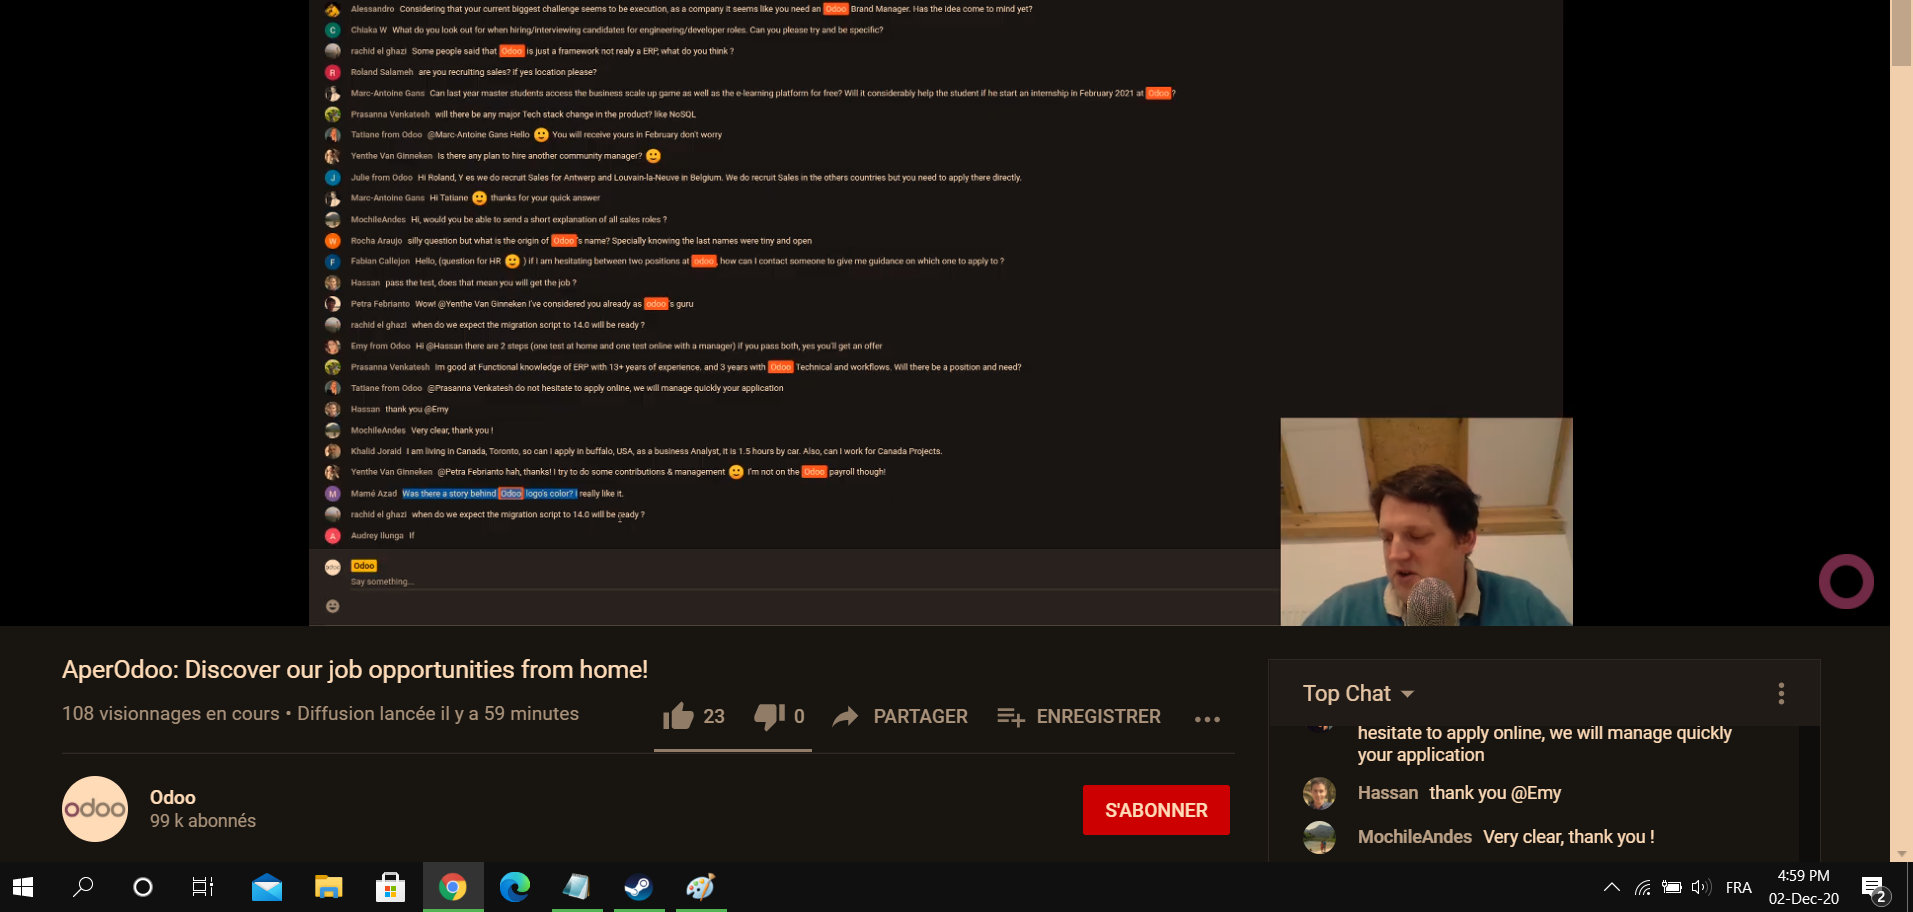 Alessandro Considering that your current biggest challenge seems to be execution, as a company it seems like you need an Odoo Brand Manager. Has the Idea come to mind yet?
C Chiaka W What do you look out for when hiring/interviewing candidates for engineering/developer roles. Can you please try and be specific?
rachid el ghazi Some people said that Odoo is just a framework not realy a ERP, what do you think ?
R Roland Salameh are you recruiting sales? if yes location please?
Marc-Antoine Gans Can last year master students access the business scale up game as well as the e-learning platform for free? Will it considerably help the student if he start an internship in February 2021 at Odoo ?
Prasanna Venkatesh will there be any major Tech stack change in the product? like NoSQL
Tatiane from Odoo @Marc-Antoine Gans Hello 🙂 You will receive yours in February don't worry
Yenthe Van Ginneken Is there any plan to hire another community manager? 🙂
J Julie from Odoo Hi Roland, Y es we do recruit Sales for Antwerp and Louvain-la-Neuve in Belgium. We do recruit Sales in the others countries but you need to apply there directly.
Marc-Antoine Gans Hi Tatiane 🙂 thanks for your quick answer
MochileAndes Hi, would you be able to send a short explanation of all sales roles ?
W Rocha Araujo silly question but what is the origin of Odoo's name? Specially knowing the last names were tiny and open
F Fabian Callejon Hello, (question for HR 🙂 ) if I am hesitating between two positions at odoo, how can I contact someone to give me guidance on which one to apply to ?
Hassan pass the test, does that mean you will get the job ?
Petra Febrianto Wow! @Yenthe Van Ginneken I've considered you already as odoo's guru
rachid el ghazi when do we expect the migration script to 14.0 will be ready ?
Emy from Odoo Hi @Hassan there are 2 steps (one test at home and one test online with a manager) if you pass both, yes you'll get an offer
Prasanna Venkatesh Im good at Functional knowledge of ERP with 13+ years of experience. and 3 years with Odoo Technical and workflows. Will there be a position and need?
Tatiane from Odoo @Prasanna Venkatesh do not hesitate to apply online, we will manage quickly your application
Hassan thank you @Emy
MochileAndes Very clear, thank you !
Khalid Joraid I am living in Canada, Toronto, so can I apply in buffalo, USA, as a business Analyst, It is 1.5 hours by car. Also, can I work for Canada Projects.
Yenthe Van Ginneken @Petra Febrianto hah, thanks! I try to do some contributions & management 🙂 I'm not on the Odoo payroll though!
M Mamé Azad Was there a story behind Odoo logo's color? I really like it.
rachid el ghazi when do we expect the migration script to 14.0 will be ready ?
A Audrey Ilunga If
odoo Odoo
Say something...
AperOdoo: Discover our job opportunities from home!
108 visionnages en cours • Diffusion lancée il y a 59 minutes
23 0 PARTAGER ENREGISTRER
odoo Odoo
99 k abonnés
S'ABONNER
Top Chat
hesitate to apply online, we will manage quickly
your application
Hassan thank you @Emy
MochileAndes Very clear, thank you !
FRA
4:59 PM
02-Dec-20
2